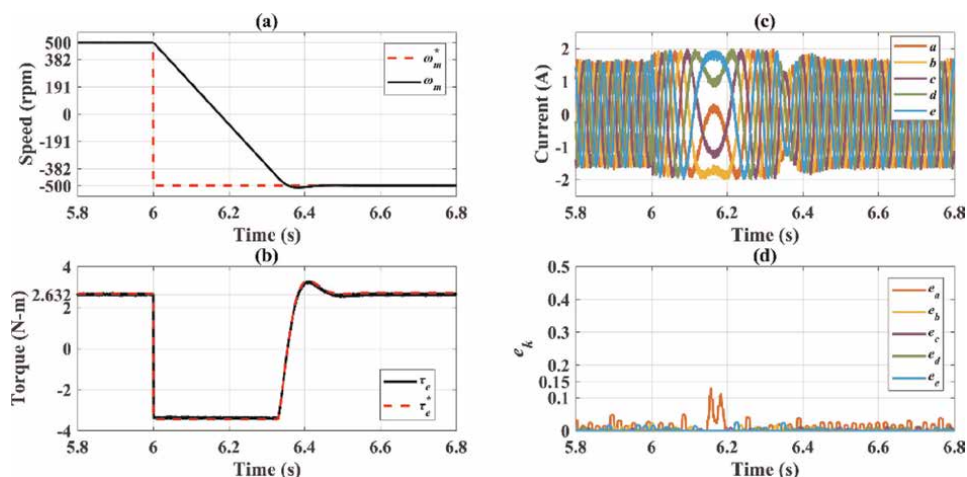 (a)
Speed (rpm)
500
382
191
0
-191
-382
-500
ω*m
ωm
5.8 6 6.2 6.4 6.6 6.8
Time (s)
(b)
Torque (N-m)
4
2.632
2
0
-2
-4
τe
τ*e
5.8 6 6.2 6.4 6.6 6.8
Time (s)
(c)
Current (A)
2
1
0
-1
-2
a
b
c
d
e
5.8 6 6.2 6.4 6.6 6.8
Time (s)
(d)
ek
0.5
0.4
0.3
0.2
0.15
0.1
0
ea
eb
ec
ed
ee
5.8 6 6.2 6.4 6.6 6.8
Time (s)